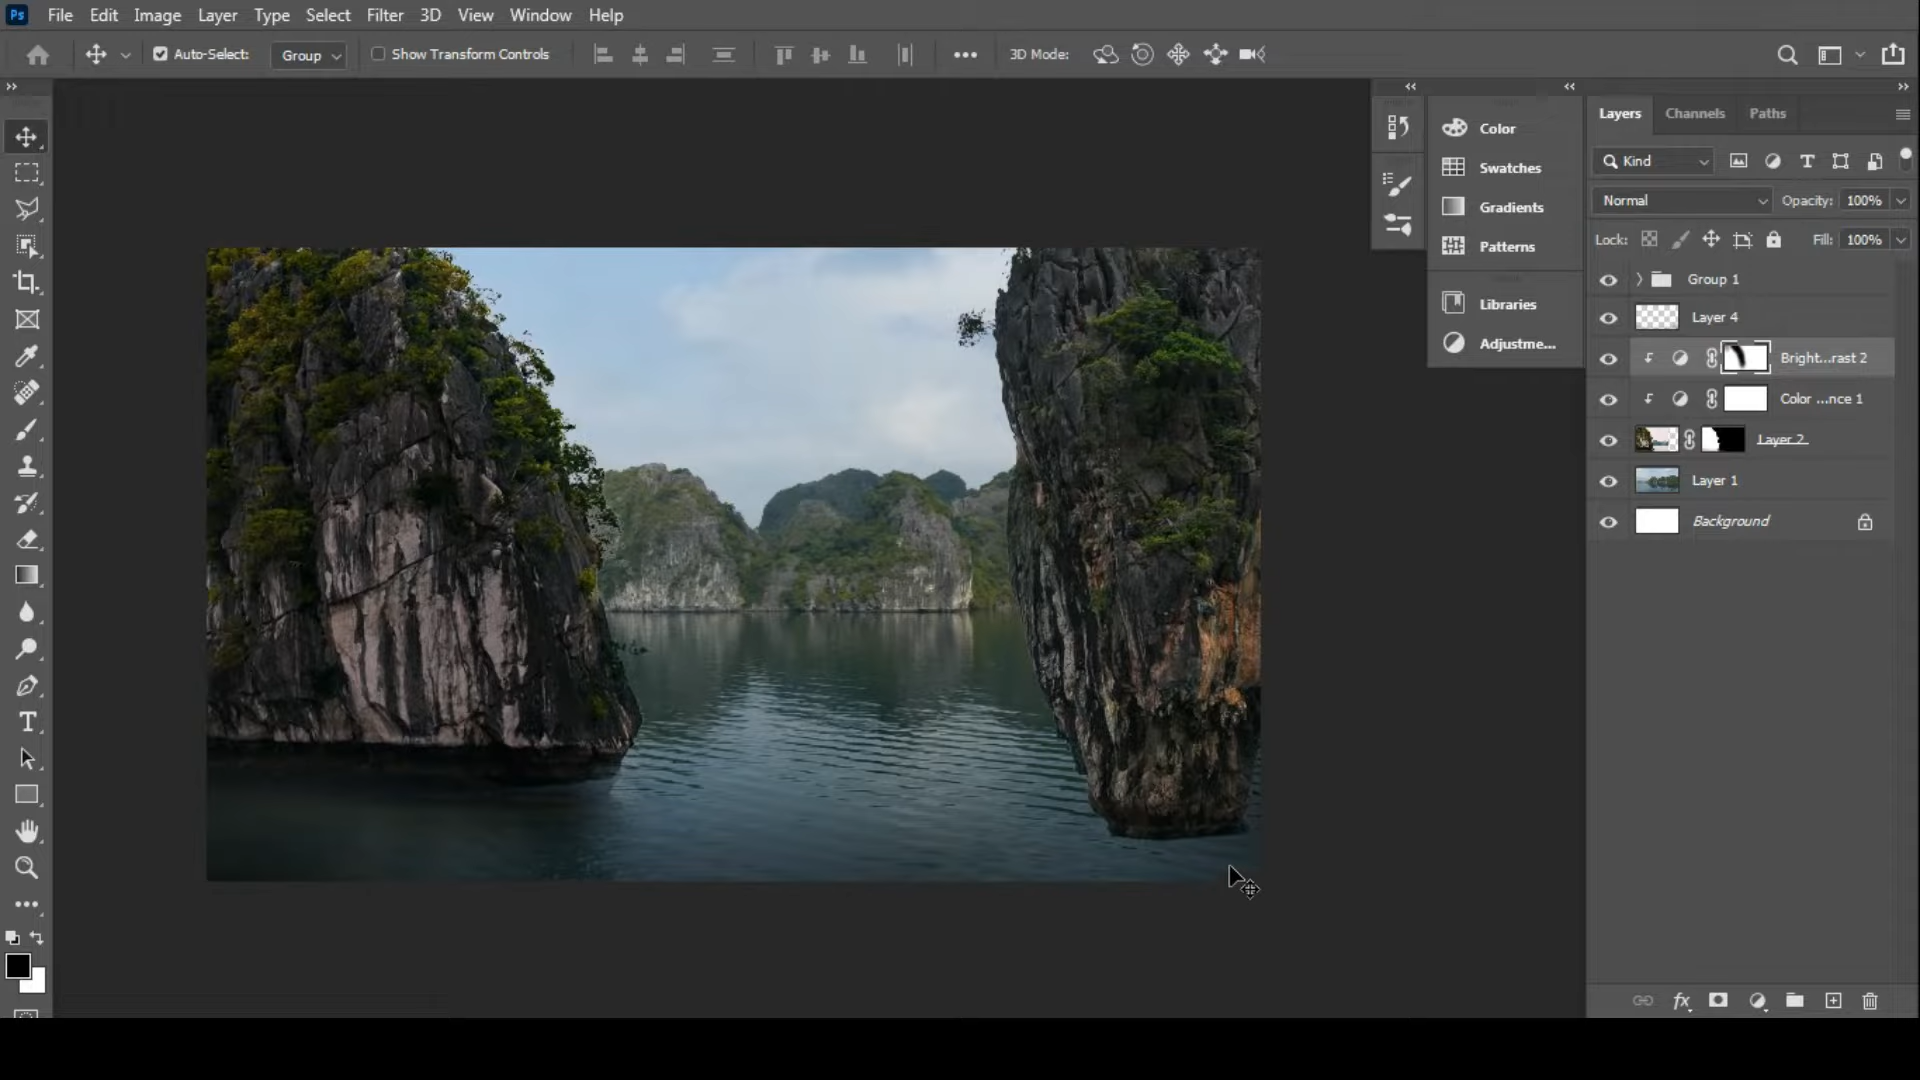 Ps File Edit Image Layer Type Select Filter 3D View Window Help
Auto-Select: Group Show Transform Controls 3D Mode:
Color
Swatches
Gradients
Patterns
Libraries
Adjustme...
Layers Channels Paths
Kind
Normal Opacity: 100%
Lock: Fill: 100%
Group 1
Layer 4
Bright...rast 2
Color ...nce 1
Layer 2
Layer 1
Background
fx